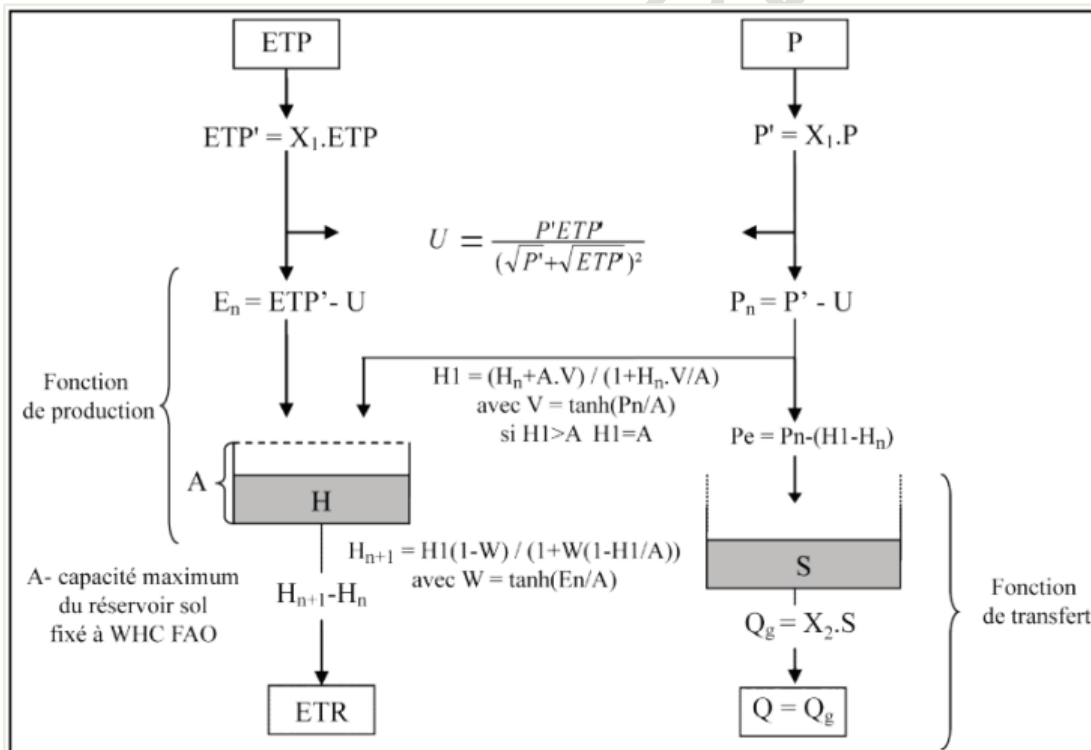 ETP
P
ETP' = X₁.ETP
P' = X₁.P
U = P'ETP' / (√P'+√ETP')²
Eₙ = ETP’- U
Pₙ = P’ - U
Fonction
de production
H1 = (Hₙ+A.V) / (1+Hₙ.V/A)
avec V = tanh(Pn/A)
si H1>A H1=A
Pe = Pn-(H1-Hₙ)
A
H
Hₙ₊₁ = H1(1-W) / (1+W(1-H1/A))
avec W = tanh(En/A)
S
A- capacité maximum
du réservoir sol
fixé à WHC FAO
Hₙ₊₁-Hₙ
Q_g = X₂.S
Fonction
de transfert
ETR
Q = Q_g